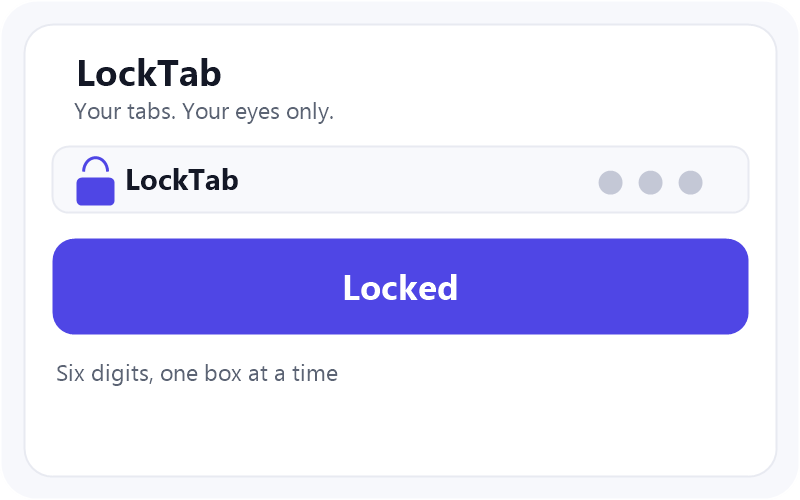 LockTab
Your tabs. Your eyes only.
LockTab
Locked
Six digits, one box at a time